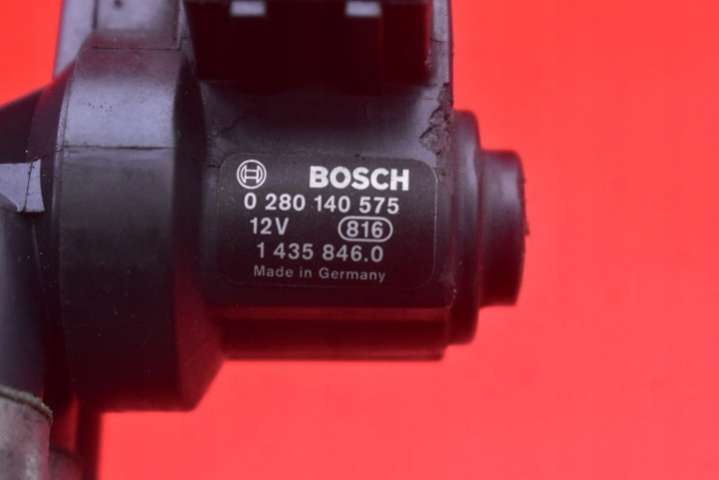 BOSCH
0 280 140 575
12V 816
1 435 846.0
Made in Germany